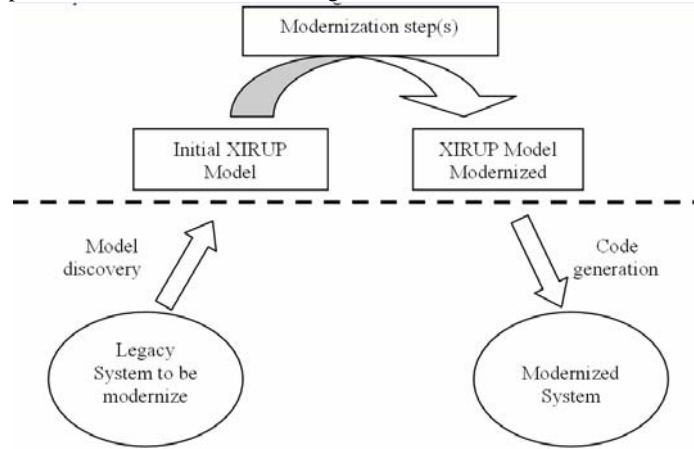 Modernization step(s)
Initial XIRUP
Model
XIRUP Model
Modernized
Model
discovery
Code
generation
Legacy
System to be
modernize
Modernized
System